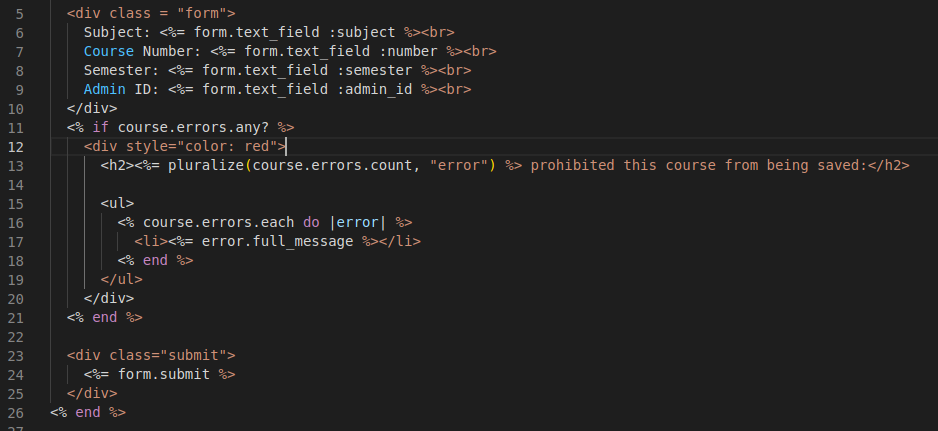 5 <div class = "form">
6 Subject: <%= form.text_field :subject %><br>
7 Course Number: <%= form.text_field :number %><br>
8 Semester: <%= form.text_field :semester %><br>
9 Admin ID: <%= form.text_field :admin_id %><br>
10 </div>
11 <% if course.errors.any? %>
12 <div style="color: red">
13 <h2><%= pluralize(course.errors.count, "error") %> prohibited this course from being saved:</h2>
14
15 <ul>
16 <% course.errors.each do |error| %>
17 <li><%= error.full_message %></li>
18 <% end %>
19 </ul>
20 </div>
21 <% end %>
22
23 <div class="submit">
24 <%= form.submit %>
25 </div>
26 <% end %>
27